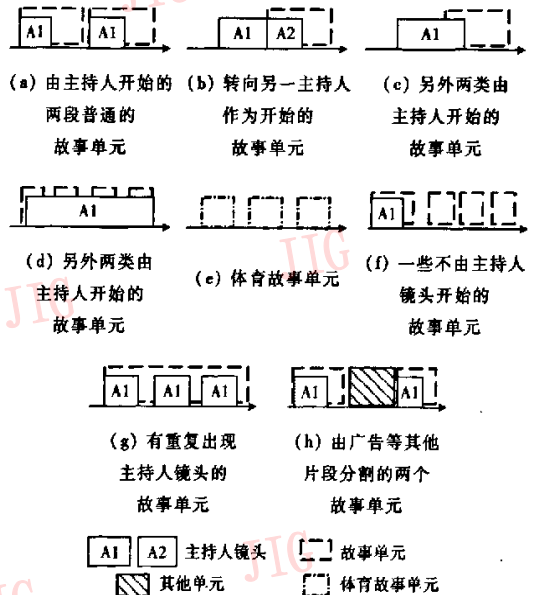 A1 A1 A1 A2 A1
(a) 由主持人开始的 (b) 转向另一主持人 (c) 另外两类由
两段普通的 作为开始的 主持人开始的
故事单元 故事单元 故事单元
A1 A1
(d) 另外两类由 (e) 体育故事单元 (f) 一些不由主持人
主持人开始的 镜头开始的
故事单元 故事单元
A1 A1 A1 A1 A1
(g) 有重复出现 (h) 由广告等其他
主持人镜头的 片段分割的两个
故事单元 故事单元
A1 A2 主持人镜头 故事单元
其他单元 体育故事单元
JIG
JIG
JIG
JIG
JIG